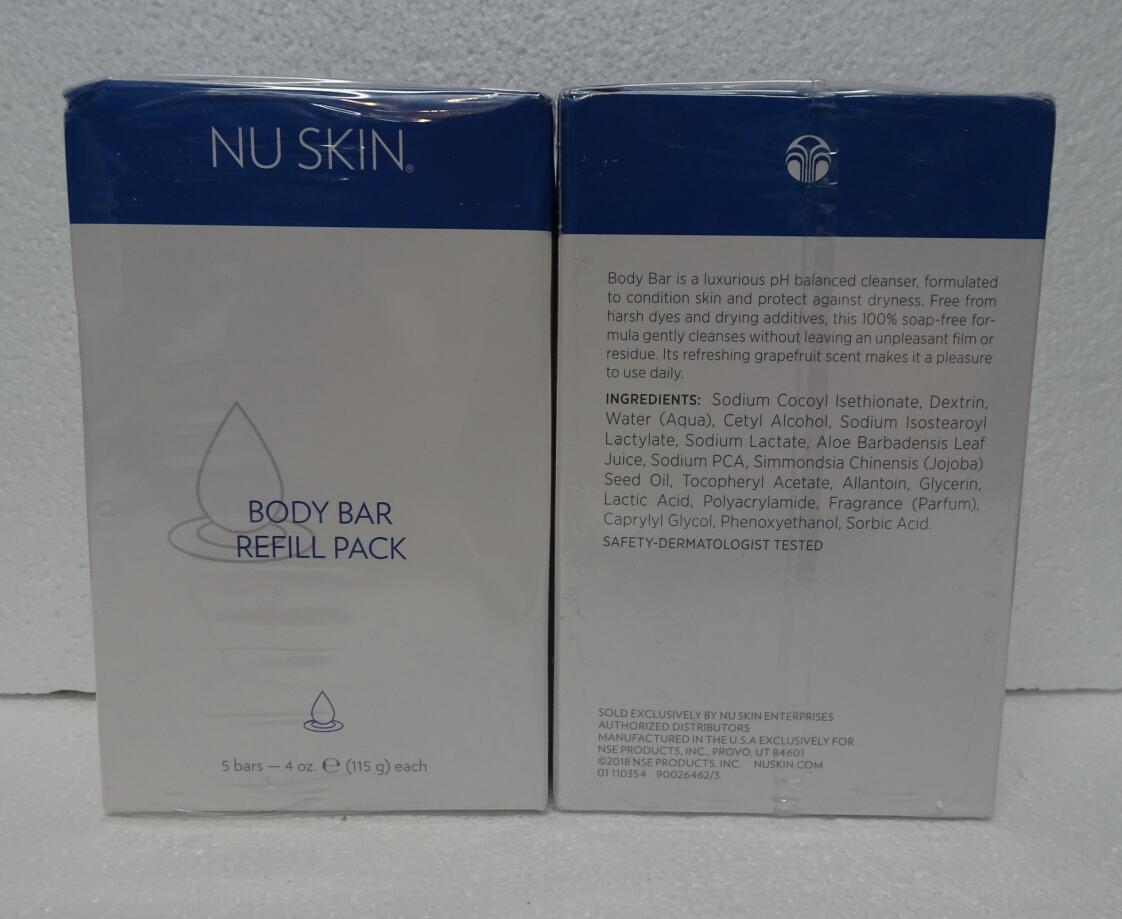 NU SKIN®
BODY BAR
REFILL PACK
5 bars — 4 oz. ℮ (115 g) each
Body Bar is a luxurious pH balanced cleanser, formulated
to condition skin and protect against dryness. Free from
harsh dyes and drying additives, this 100% soap-free for-
mula gently cleanses without leaving an unpleasant film or
residue. Its refreshing grapefruit scent makes it a pleasure
to use daily.
INGREDIENTS: Sodium Cocoyl Isethionate, Dextrin,
Water (Aqua), Cetyl Alcohol, Sodium Isostearoyl
Lactylate, Sodium Lactate, Aloe Barbadensis Leaf
Juice, Sodium PCA, Simmondsia Chinensis (Jojoba)
Seed Oil, Tocopheryl Acetate, Allantoin, Glycerin,
Lactic Acid, Polyacrylamide, Fragrance (Parfum),
Caprylyl Glycol, Phenoxyethanol, Sorbic Acid.
SAFETY-DERMATOLOGIST TESTED
SOLD EXCLUSIVELY BY NU SKIN ENTERPRISES
AUTHORIZED DISTRIBUTORS
MANUFACTURED IN THE U.S.A EXCLUSIVELY FOR
NSE PRODUCTS, INC., PROVO, UT 84601
©2018 NSE PRODUCTS, INC. NUSKIN.COM
01 110354 90026462/3